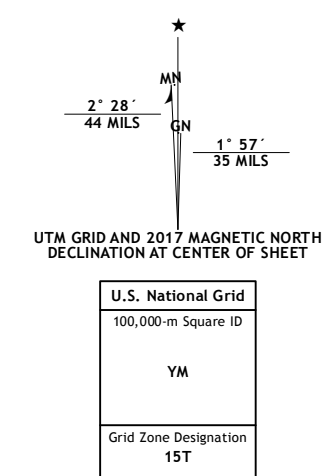 MN
2° 28´
44 MILS
GN
1° 57´
35 MILS
UTM GRID AND 2017 MAGNETIC NORTH
DECLINATION AT CENTER OF SHEET
U.S. National Grid
100,000-m Square ID
YM
Grid Zone Designation
15T